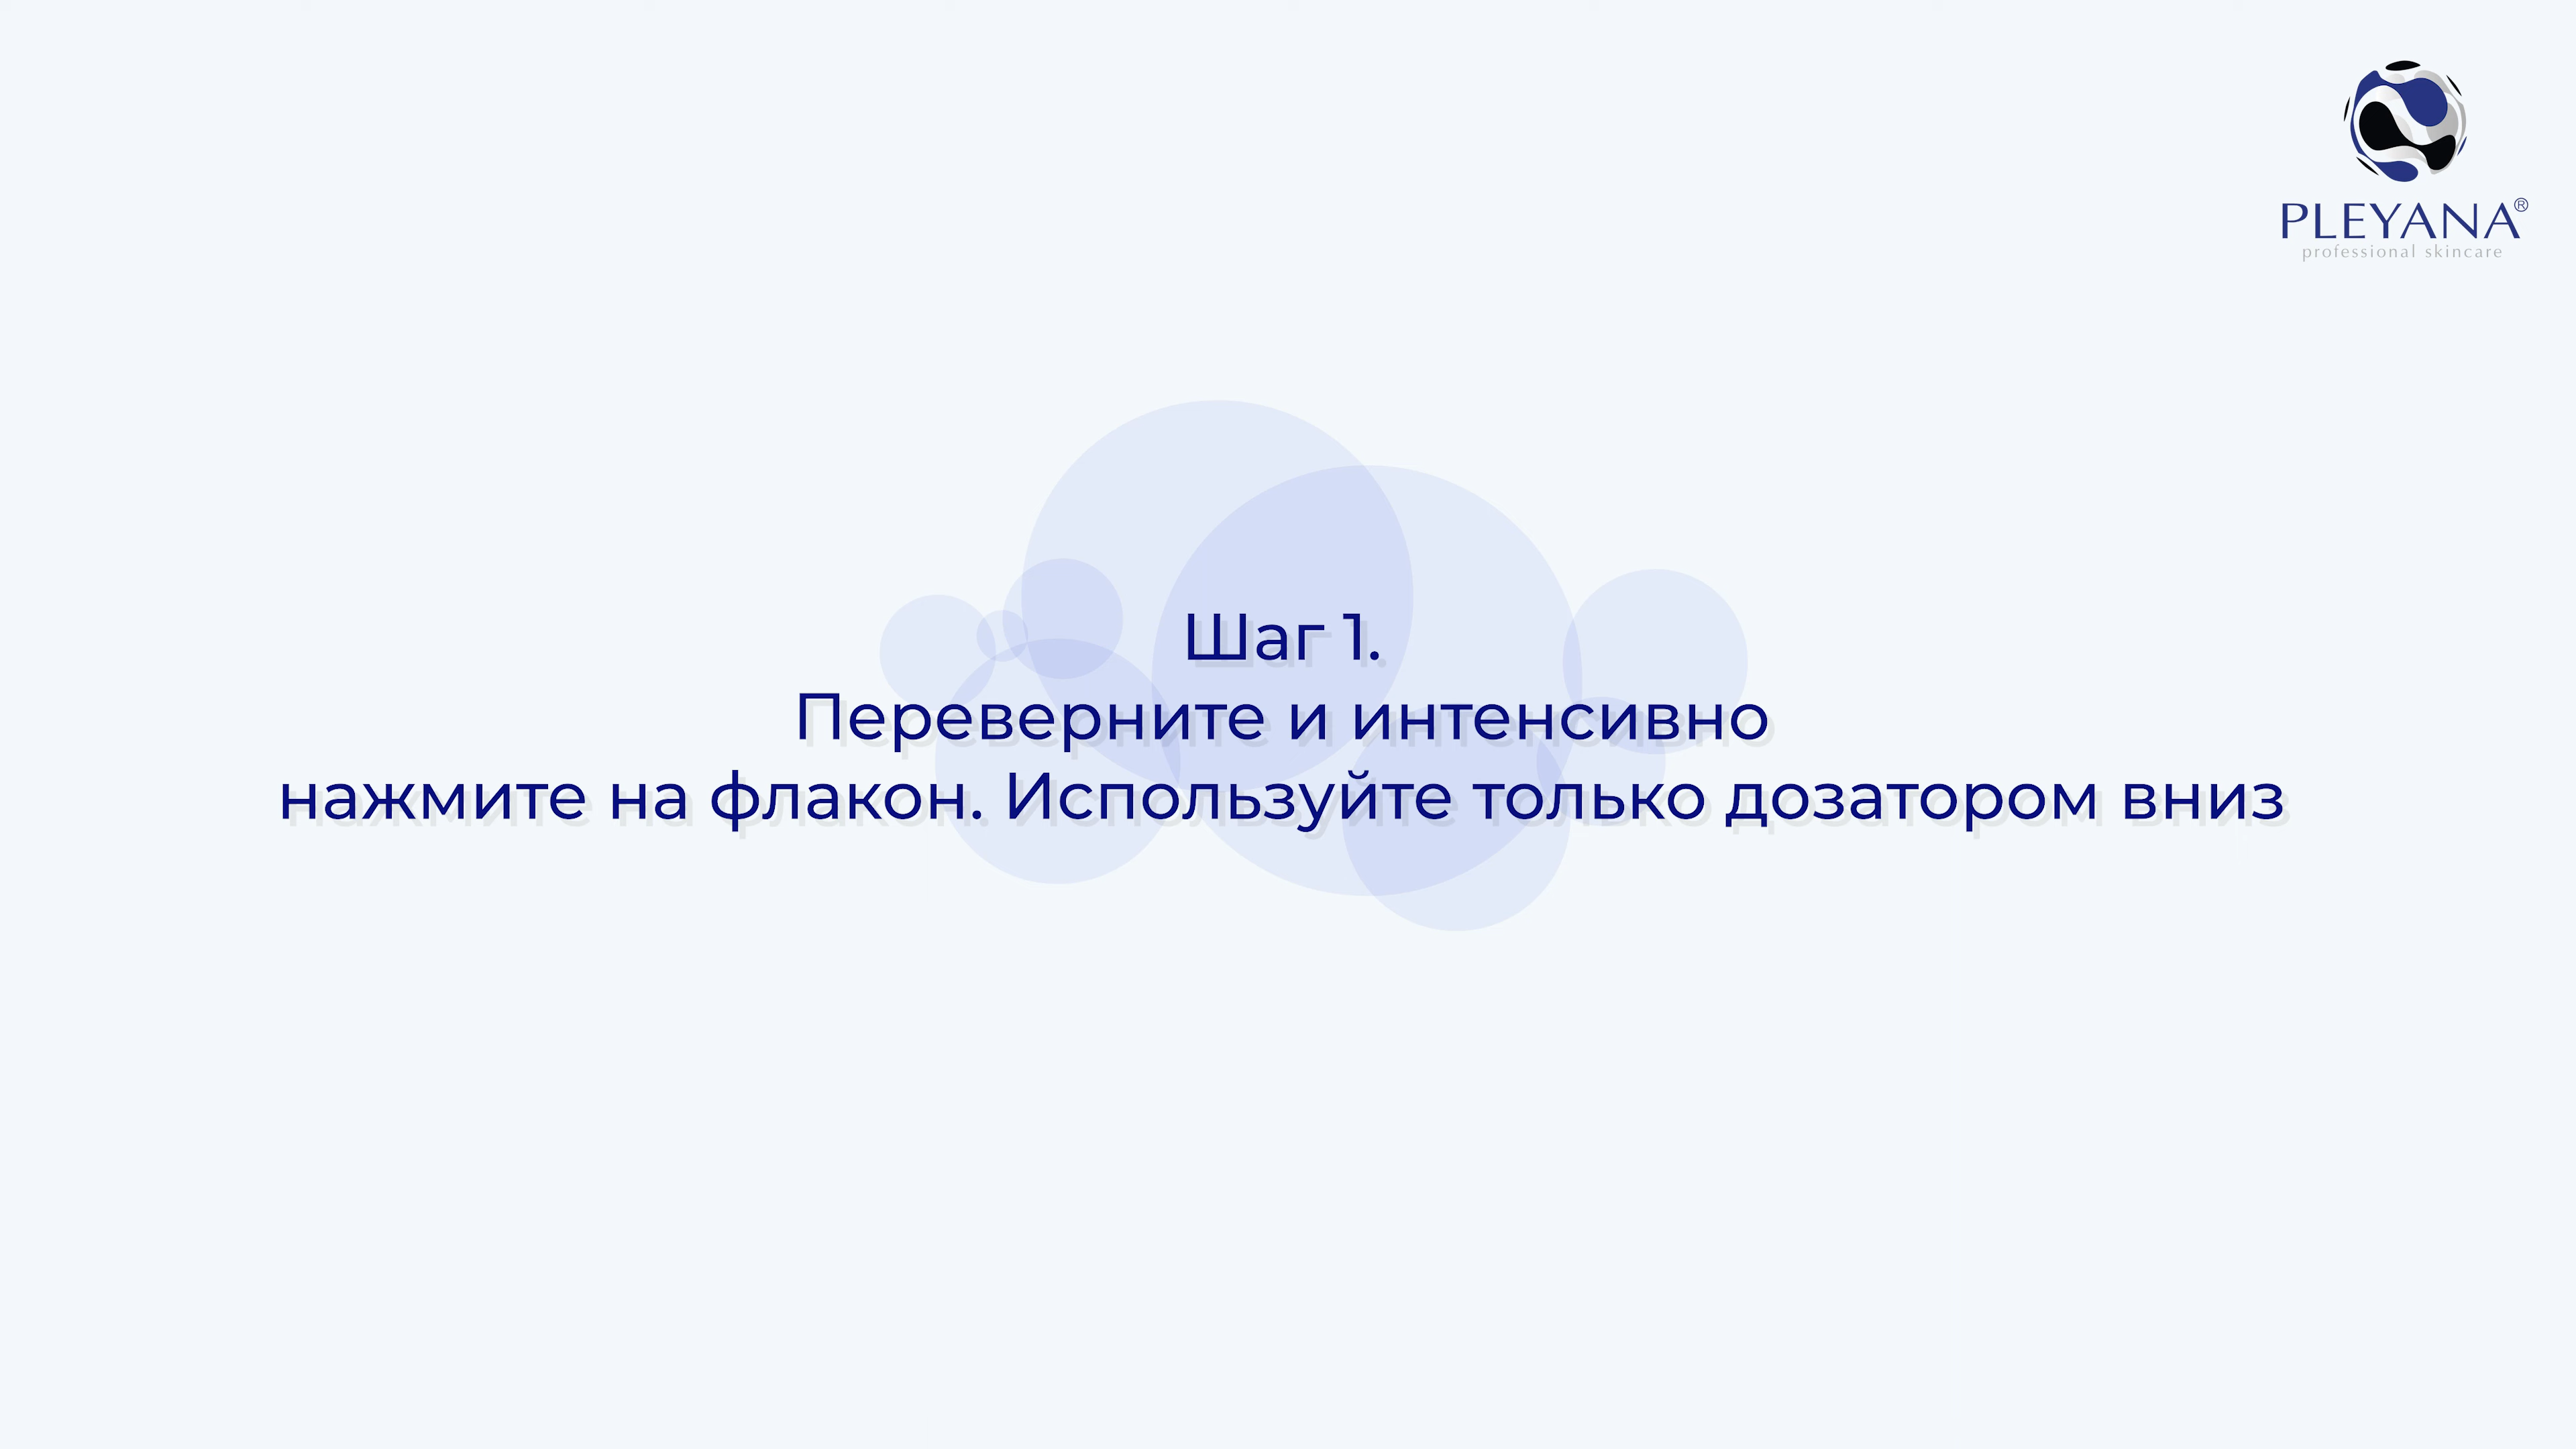 PLEYANA®
professional skincare
Шаг 1.
Переверните и интенсивно
нажмите на флакон. Используйте только дозатором вниз